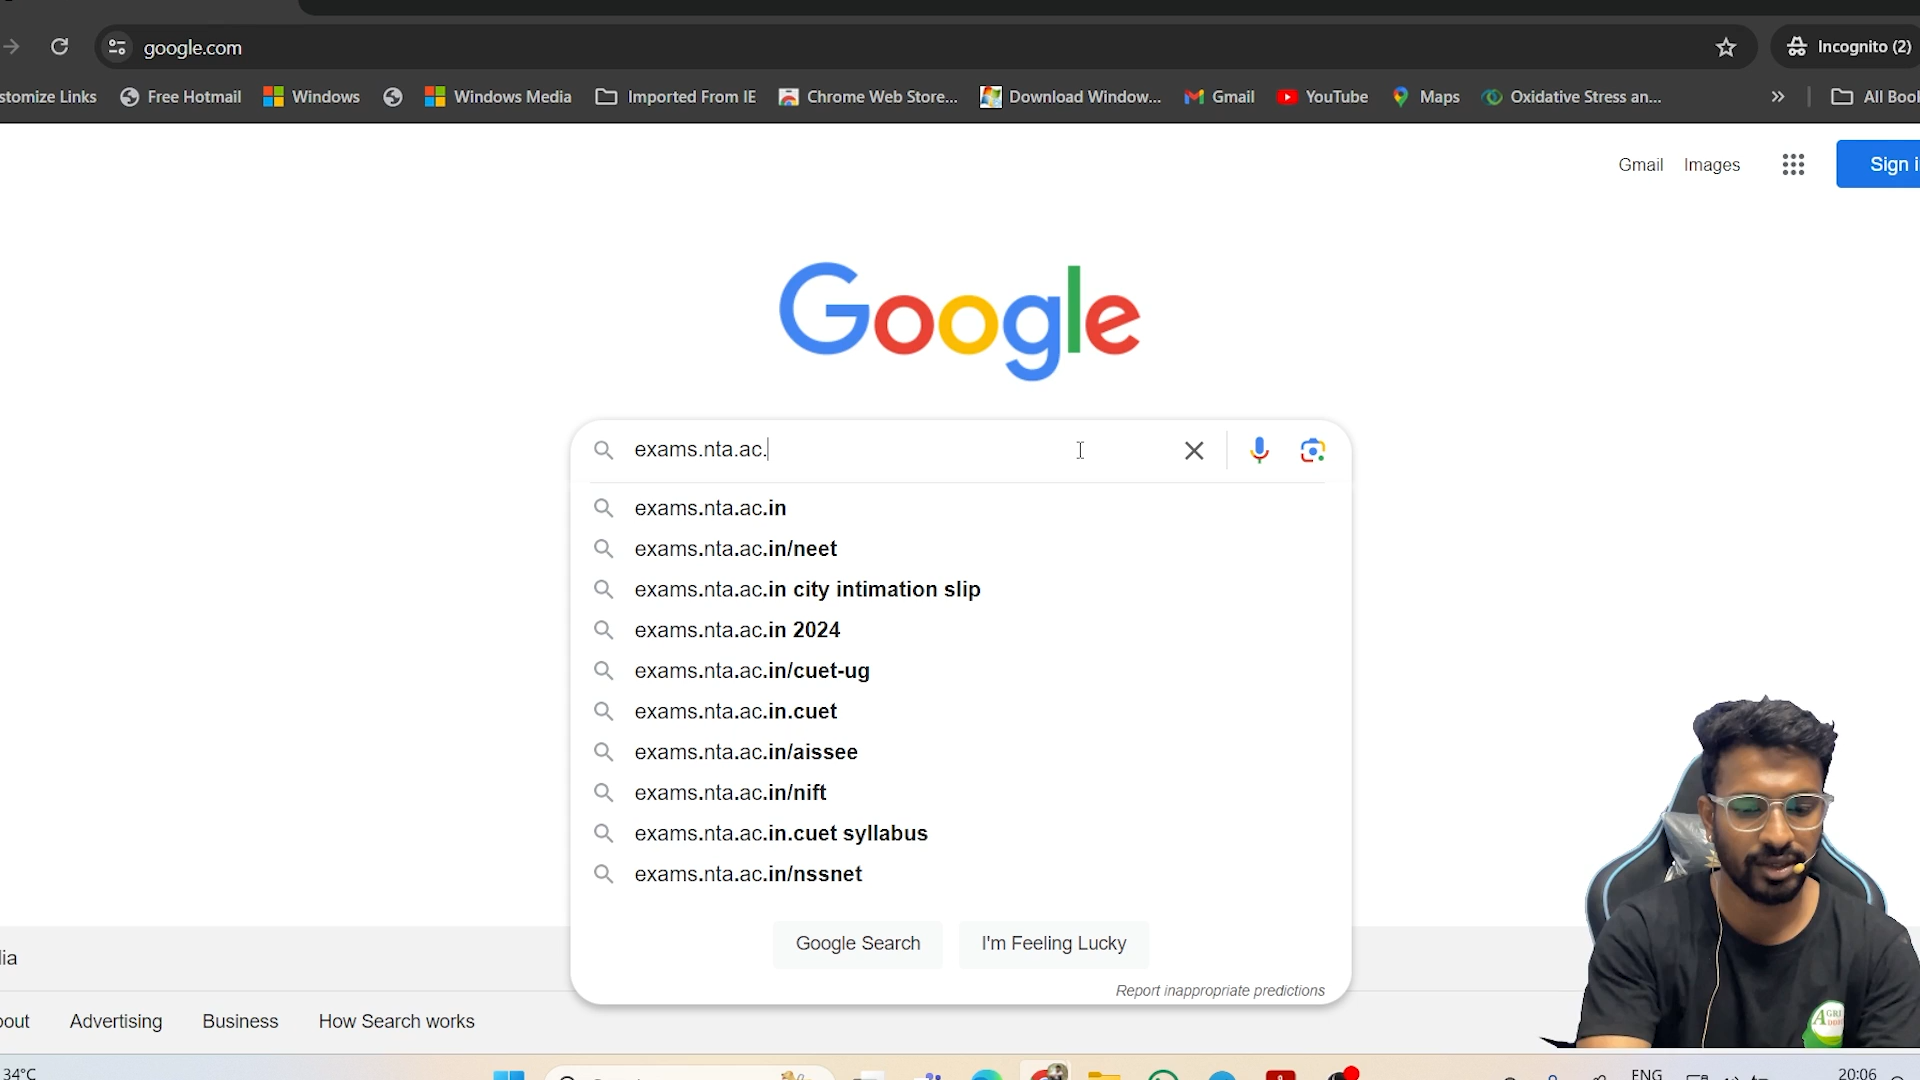 google.com
Incognito (2)
stomize Links
Free Hotmail
Windows
Windows Media
Imported From IE
Chrome Web Store...
Download Window...
Gmail
YouTube
Maps
Oxidative Stress an...
All Book
Gmail
Images
Sign i
Google
exams.nta.ac.
exams.nta.ac.in
exams.nta.ac.in/neet
exams.nta.ac.in city intimation slip
exams.nta.ac.in 2024
exams.nta.ac.in/cuet-ug
exams.nta.ac.in.cuet
exams.nta.ac.in/aissee
exams.nta.ac.in/nift
exams.nta.ac.in.cuet syllabus
exams.nta.ac.in/nssnet
Google Search
I'm Feeling Lucky
Report inappropriate predictions
dia
bout
Advertising
Business
How Search works
AGRI
34°C
ENG
20:06